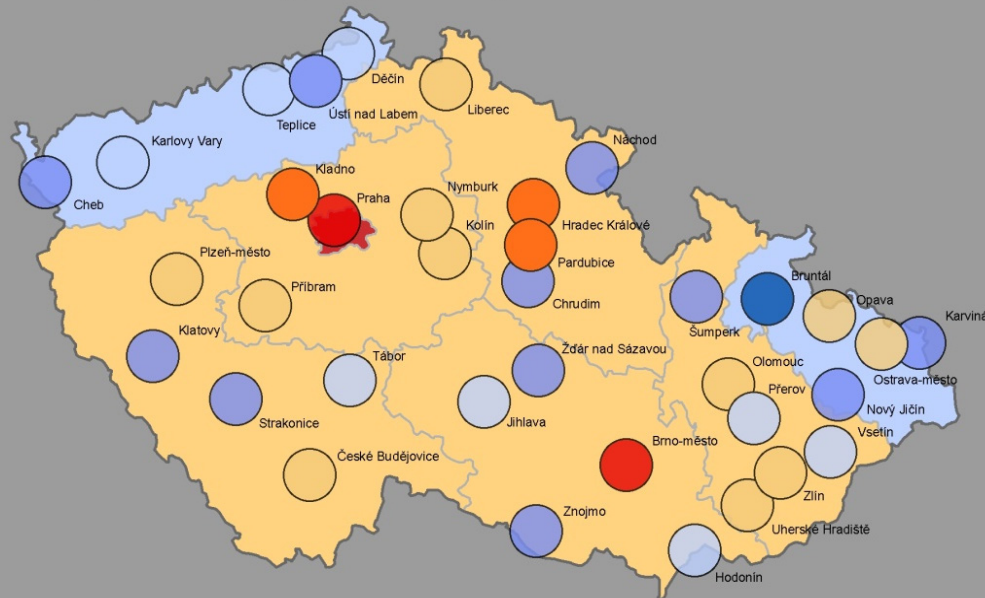 Děčín
Ústí nad Labem
Teplice
Liberec
Karlovy Vary
Náchod
Cheb
Kladno
Praha
Nymburk
Kolín
Hradec Králové
Pardubice
Chrudim
Plzeň-město
Příbram
Klatovy
Tábor
Strakonice
České Budějovice
Žďár nad Sázavou
Jihlava
Šumperk
Bruntál
Opava
Karviná
Ostrava-město
Olomouc
Přerov
Nový Jičín
Vsetín
Brno-město
Zlín
Uherské Hradiště
Znojmo
Hodonín